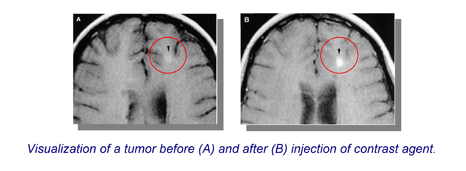 A
B
Visualization of a tumor before (A) and after (B) injection of contrast agent.